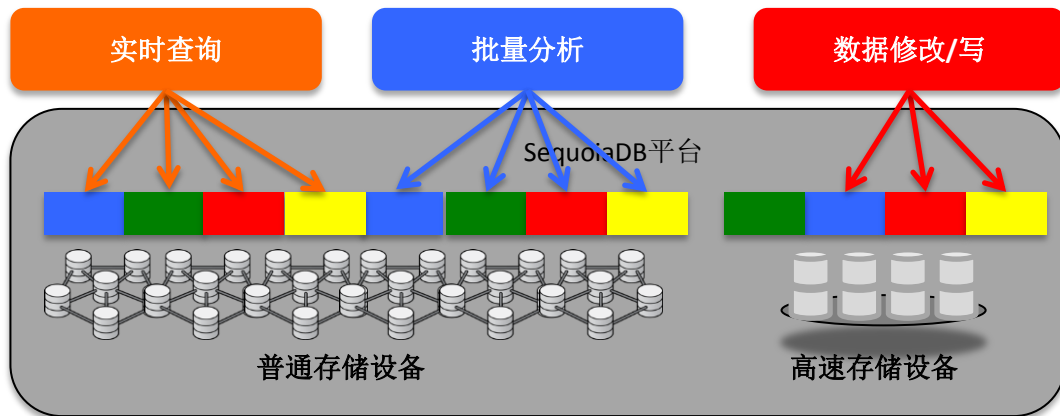 实时查询
批量分析
数据修改/写
SequoiaDB平台
普通存储设备
高速存储设备